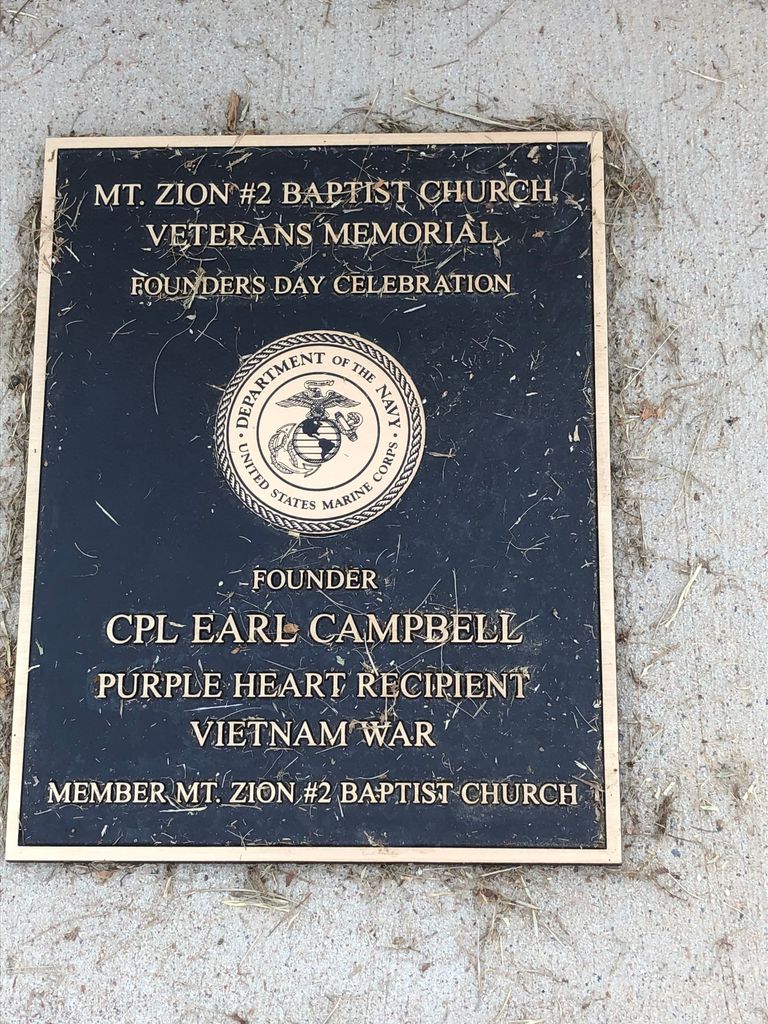 MT. ZION #2 BAPTIST CHURCH
VETERANS MEMORIAL
FOUNDERS DAY CELEBRATION
DEPARTMENT OF THE NAVY
UNITED STATES MARINE CORPS
FOUNDER
CPL EARL CAMPBELL
PURPLE HEART RECIPIENT
VIETNAM WAR
MEMBER MT. ZION #2 BAPTIST CHURCH